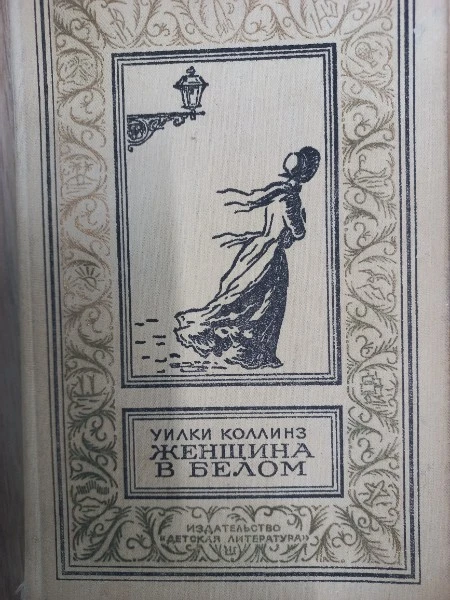 УИЛКИ КОЛЛИНЗ
ЖЕНЩИНА
В БЕЛОМ
ИЗДАТЕЛЬСТВО
«ДЕТСКАЯ ЛИТЕРАТУРА»